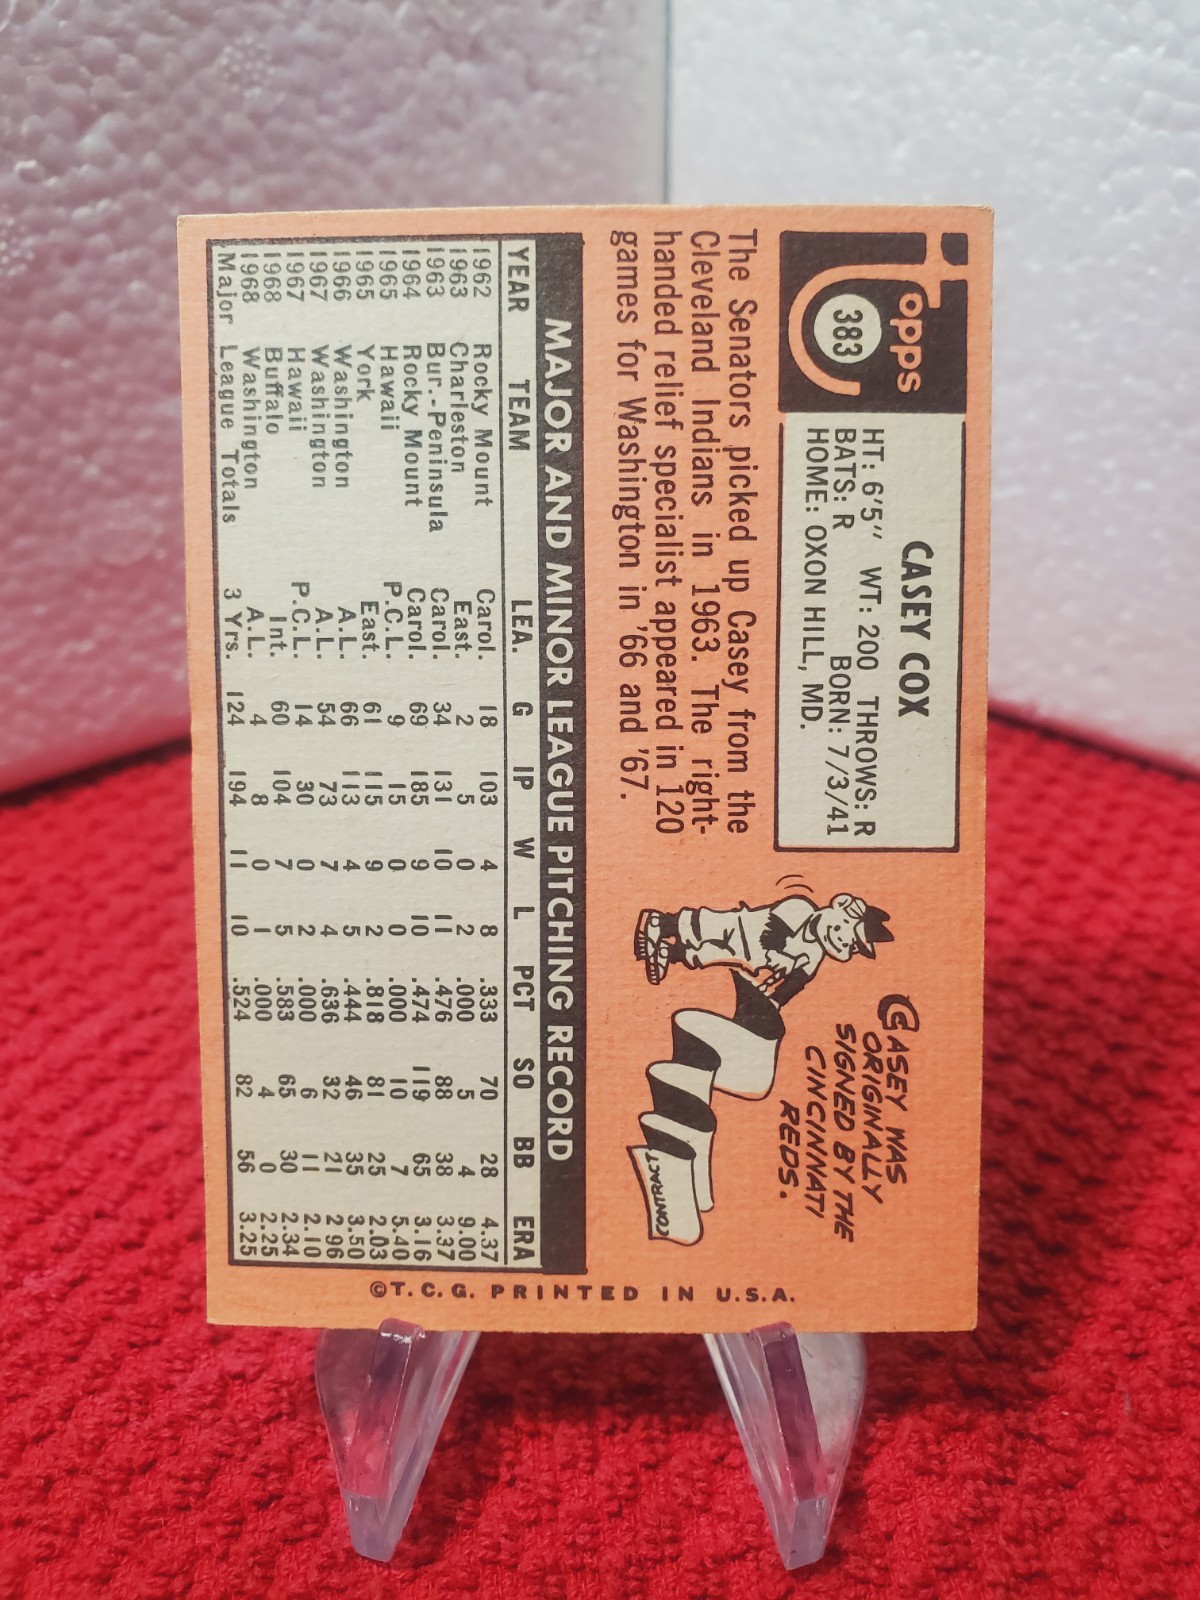 Topps
383
CASEY COX
HT: 6'5" WT: 200 THROWS: R
BATS: R BORN: 7/3/41
HOME: OXON HILL, MD.
The Senators picked up Casey from the
Cleveland Indians in 1963. The right-
handed relief specialist appeared in 120
games for Washington in '66 and '67.
CASEY WAS
ORIGINALLY
SIGNED BY THE
CINCINNATI
REDS.
CONTRACT
MAJOR AND MINOR LEAGUE PITCHING RECORD
YEAR TEAM LEA. G IP W L PCT SO BB ERA
1962 Rocky Mount Carol. 18 103 4 8 .333 70 28 4.37
1963 Charleston East. 2 5 0 2 .000 5 4 9.00
1963 Bur.-Peninsula Carol. 34 131 10 11 .476 88 38 3.37
1964 Rocky Mount Carol. 69 185 9 10 .474 119 65 3.16
1965 Hawaii P.C.L. 9 15 0 0 .000 10 7 5.40
1965 York East. 61 115 9 2 .818 81 25 2.03
1966 Washington A.L. 66 113 4 5 .444 46 35 3.50
1967 Washington A.L. 54 73 7 4 .636 32 21 2.96
1967 Hawaii P.C.L. 14 30 0 2 .000 6 11 2.10
1968 Buffalo Int. 60 104 7 5 .583 65 30 2.34
1968 Washington A.L. 4 8 0 1 .000 4 0 2.25
Major League Totals 3 Yrs. 124 194 11 10 .524 82 56 3.25
©T.C.G. PRINTED IN U.S.A.